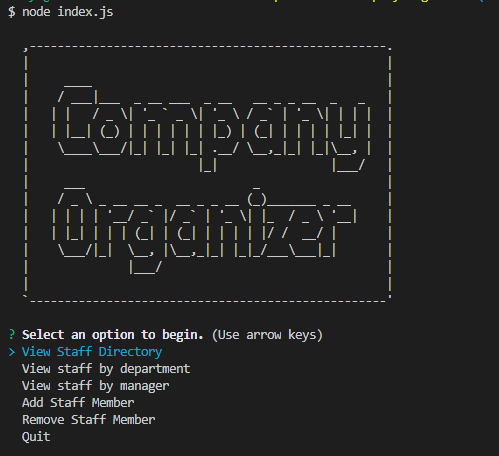 $ node index.js
Company
Organizer
? Select an option to begin. (Use arrow keys)
> View Staff Directory
View staff by department
View staff by manager
Add Staff Member
Remove Staff Member
Quit